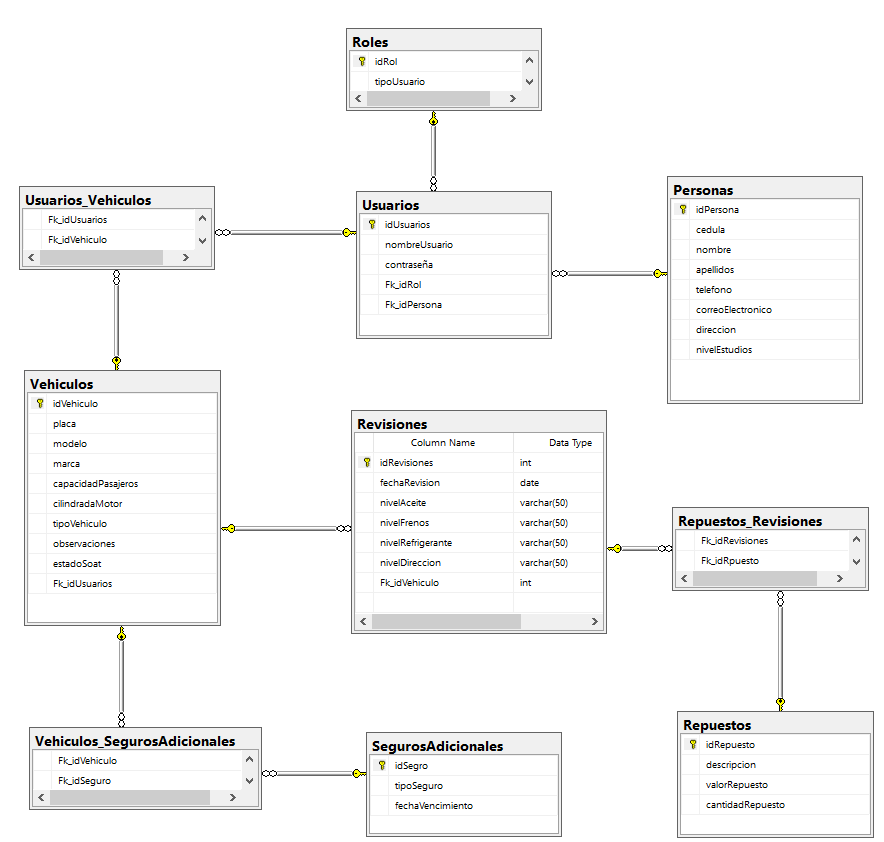 Roles
idRol
tipoUsuario
Usuarios_Vehiculos
Fk_idUsuarios
Fk_idVehiculo
Usuarios
idUsuarios
nombreUsuario
contraseña
Fk_idRol
Fk_idPersona
Personas
idPersona
cedula
nombre
apellidos
telefono
correoElectronico
direccion
nivelEstudios
Vehiculos
idVehiculo
placa
modelo
marca
capacidadPasajeros
cilindradaMotor
tipoVehiculo
observaciones
estadoSoat
Fk_idUsuarios
Revisiones
Column Name Data Type
idRevisiones int
fechaRevision date
nivelAceite varchar(50)
nivelFrenos varchar(50)
nivelRefrigerante varchar(50)
nivelDireccion varchar(50)
Fk_idVehiculo int
Repuestos_Revisiones
Fk_idRevisiones
Fk_idRpuesto
Vehiculos_SegurosAdicionales
Fk_idVehiculo
Fk_idSeguro
SegurosAdicionales
idSegro
tipoSeguro
fechaVencimiento
Repuestos
idRepuesto
descripcion
valorRepuesto
cantidadRepuesto